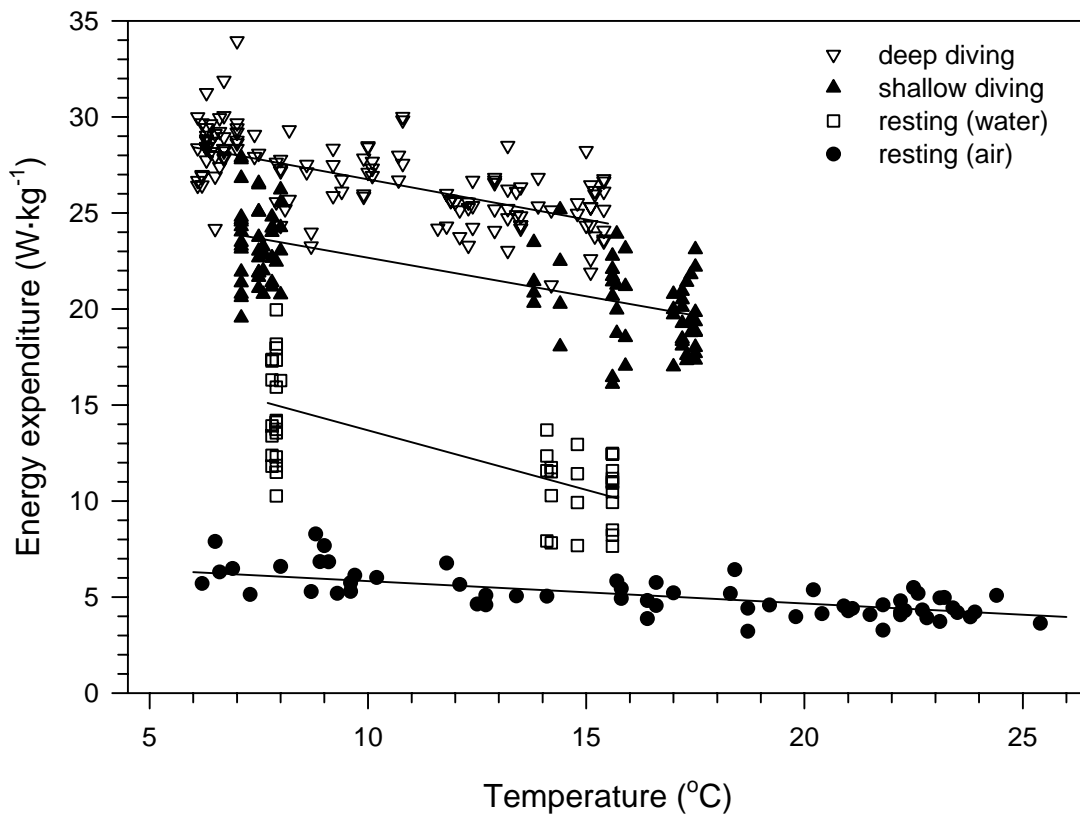 35
30
25
20
15
10
5
0
Energy expenditure (W·kg⁻¹)
deep diving
shallow diving
resting (water)
resting (air)
5 10 15 20 25
Temperature (°C)